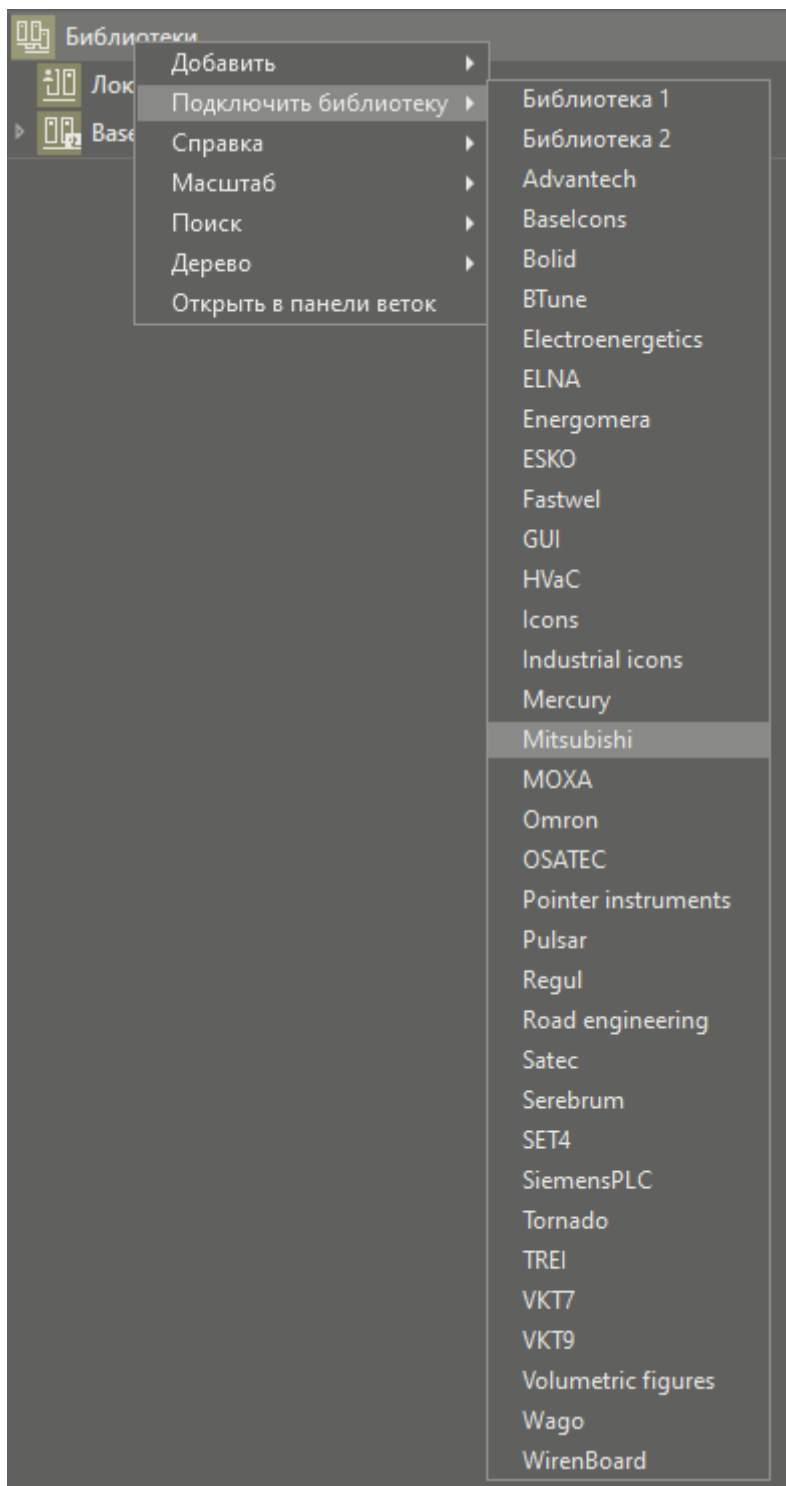 Библиотеки
Лок
Base
Добавить
Подключить библиотеку
Справка
Масштаб
Поиск
Дерево
Открыть в панели веток
Библиотека 1
Библиотека 2
Advantech
BaseIcons
Bolid
BTune
Electroenergetics
ELNA
Energomera
ESKO
Fastwel
GUI
HVaC
Icons
Industrial icons
Mercury
Mitsubishi
MOXA
Omron
OSATEC
Pointer instruments
Pulsar
Regul
Road engineering
Satec
Serebrum
SET4
SiemensPLC
Tornado
TREI
VKT7
VKT9
Volumetric figures
Wago
WirenBoard